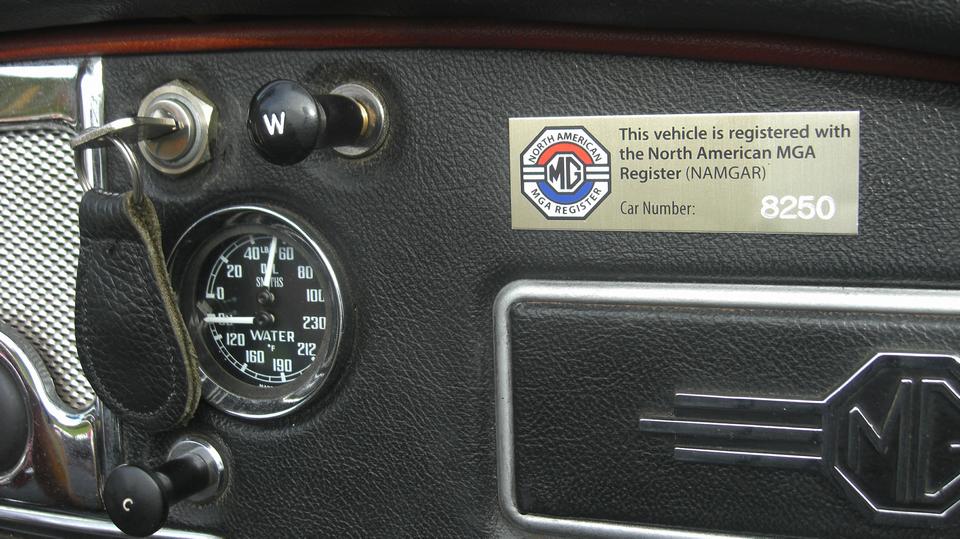 W
NORTH AMERICAN
MG
MGA REGISTER
This vehicle is registered with
the North American MGA
Register (NAMGAR)
Car Number: 8250
40 LBS 60
20 OIL 80
SMITHS
0 100
230
WATER
120 °F 212
160 190
C
MG